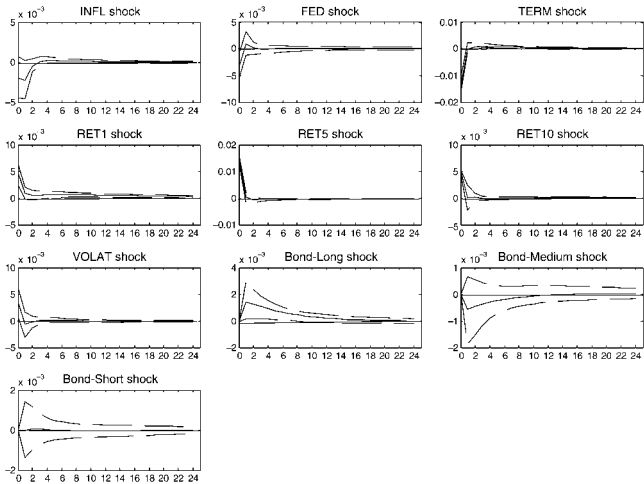 INFL shock
x 10⁻³
5
0
−5
0 2 4 6 8 10 12 14 16 18 20 22 24
FED shock
x 10⁻³
5
0
−5
−10
0 2 4 6 8 10 12 14 16 18 20 22 24
TERM shock
0.01
0
−0.01
−0.02
0 2 4 6 8 10 12 14 16 18 20 22 24
RET1 shock
x 10⁻³
10
5
0
−5
0 2 4 6 8 10 12 14 16 18 20 22 24
RET5 shock
0.02
0.01
0
−0.01
0 2 4 6 8 10 12 14 16 18 20 22 24
RET10 shock
x 10⁻³
10
5
0
−5
0 2 4 6 8 10 12 14 16 18 20 22 24
VOLAT shock
x 10⁻³
10
5
0
−5
0 2 4 6 8 10 12 14 16 18 20 22 24
Bond-Long shock
x 10⁻³
4
2
0
−2
0 2 4 6 8 10 12 14 16 18 20 22 24
Bond-Medium shock
x 10⁻³
1
0
−1
−2
0 2 4 6 8 10 12 14 16 18 20 22 24
Bond-Short shock
x 10⁻³
2
0
−2
0 2 4 6 8 10 12 14 16 18 20 22 24